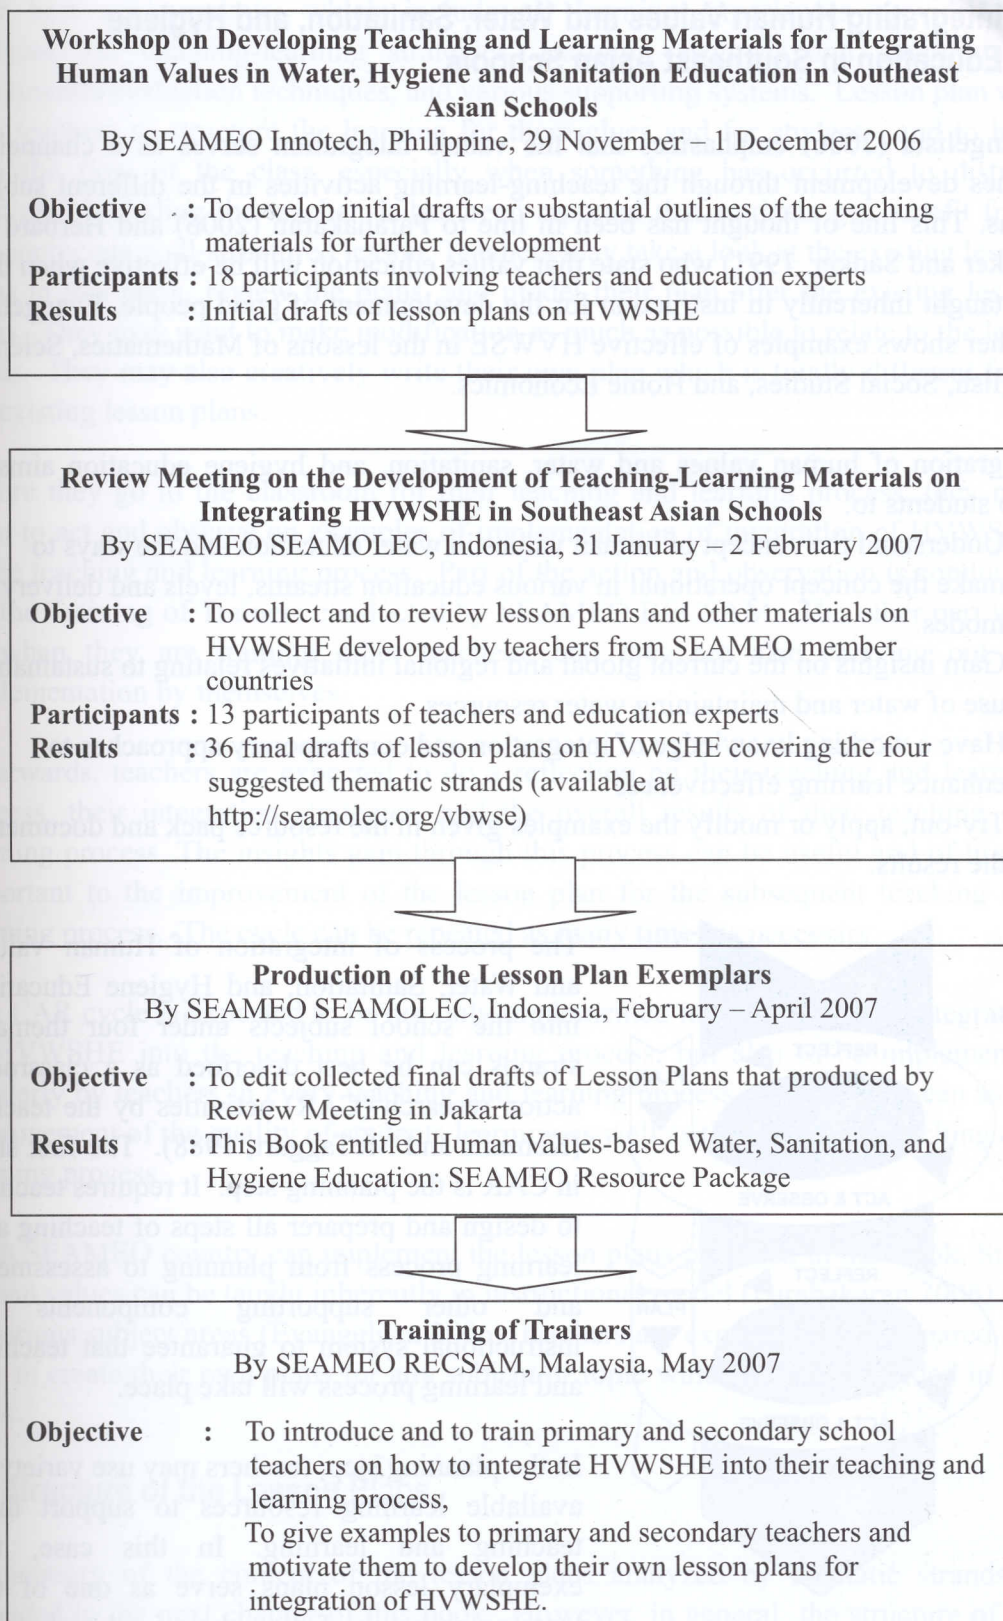 Workshop on Developing Teaching and Learning Materials for Integrating
Human Values in Water, Hygiene and Sanitation Education in Southeast
Asian Schools
By SEAMEO Innotech, Philippine, 29 November – 1 December 2006
Objective : To develop initial drafts or substantial outlines of the teaching
materials for further development
Participants : 18 participants involving teachers and education experts
Results : Initial drafts of lesson plans on HVWSHE
Review Meeting on the Development of Teaching-Learning Materials on
Integrating HVWSHE in Southeast Asian Schools
By SEAMEO SEAMOLEC, Indonesia, 31 January – 2 February 2007
Objective : To collect and to review lesson plans and other materials on
HVWSHE developed by teachers from SEAMEO member
countries
Participants : 13 participants of teachers and education experts
Results : 36 final drafts of lesson plans on HVWSHE covering the four
suggested thematic strands (available at
http://seamolec.org/vbwse)
Production of the Lesson Plan Exemplars
By SEAMEO SEAMOLEC, Indonesia, February – April 2007
Objective : To edit collected final drafts of Lesson Plans that produced by
Review Meeting in Jakarta
Results : This Book entitled Human Values-based Water, Sanitation, and
Hygiene Education: SEAMEO Resource Package
Training of Trainers
By SEAMEO RECSAM, Malaysia, May 2007
Objective : To introduce and to train primary and secondary school
teachers on how to integrate HVWSHE into their teaching and
learning process,
To give examples to primary and secondary teachers and
motivate them to develop their own lesson plans for
integration of HVWSHE.